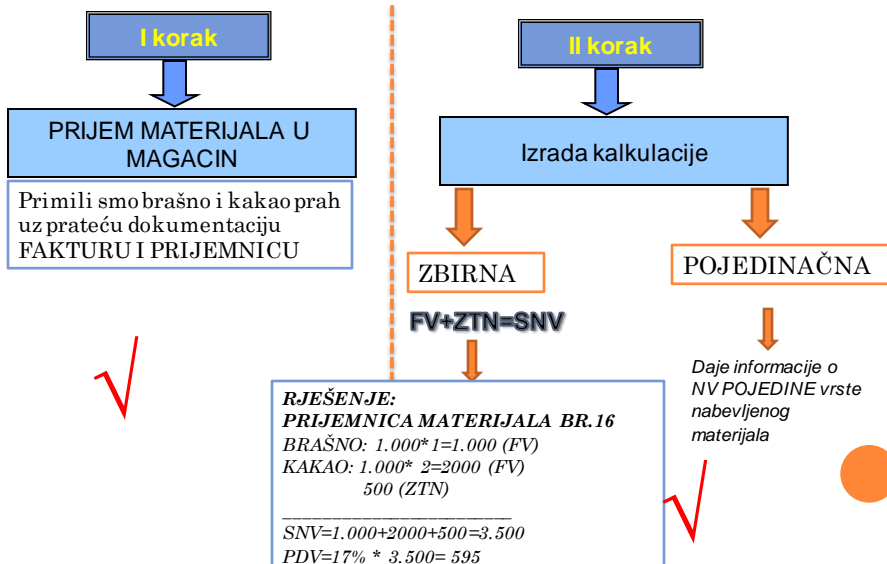 I korak
PRIJEM MATERIJALA U
MAGACIN
Primili smo brašno i kakao prah
uz prateću dokumentaciju
FAKTURU I PRIJEMNICU
II korak
Izrada kalkulacije
ZBIRNA
FV+ZTN=SNV
RJEŠENJE:
PRIJEMNICA MATERIJALA BR.16
BRAŠNO: 1.000*1=1.000 (FV)
KAKAO: 1.000* 2=2000 (FV)
500 (ZTN)
_______________________
SNV=1.000+2000+500=3.500
PDV=17% * 3.500= 595
POJEDINAČNA
Daje informacije o
NV POJEDINE vrste
nabevljenog
materijala